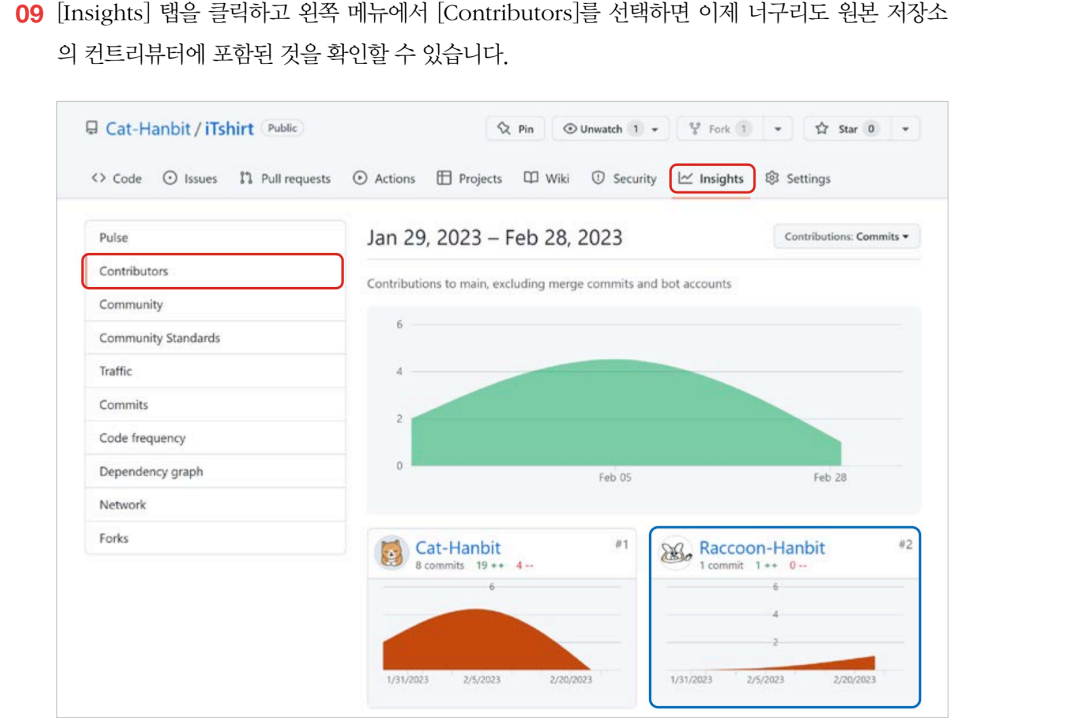 09 [Insights] 탭을 클릭하고 왼쪽 메뉴에서 [Contributors]를 선택하면 이제 너구리도 원본 저장소
의 컨트리뷰터에 포함된 것을 확인할 수 있습니다.
Cat-Hanbit / iTshirt Public
Pin Unwatch 1 Fork 1 Star 0
<> Code Issues Pull requests Actions Projects Wiki Security Insights Settings
Pulse
Contributors
Community
Community Standards
Traffic
Commits
Code frequency
Dependency graph
Network
Forks
Jan 29, 2023 – Feb 28, 2023
Contributions: Commits
Contributions to main, excluding merge commits and bot accounts
6
4
2
0
Feb 05 Feb 28
Cat-Hanbit #1
8 commits 19 ++ 4 --
6
1/31/2023 2/5/2023 2/20/2023
Raccoon-Hanbit #2
1 commit 1 ++ 0 --
6
4
2
1/31/2023 2/5/2023 2/20/2023